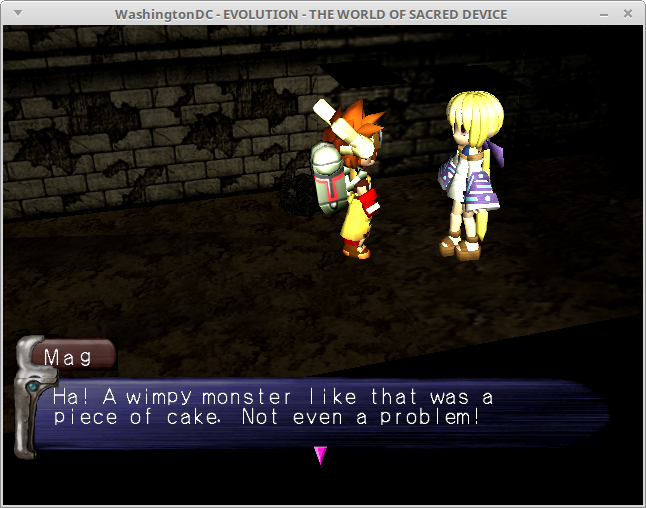 WashingtonDC - EVOLUTION - THE WORLD OF SACRED DEVICE
Mag
Ha! A wimpy monster like that was a
piece of cake. Not even a problem!